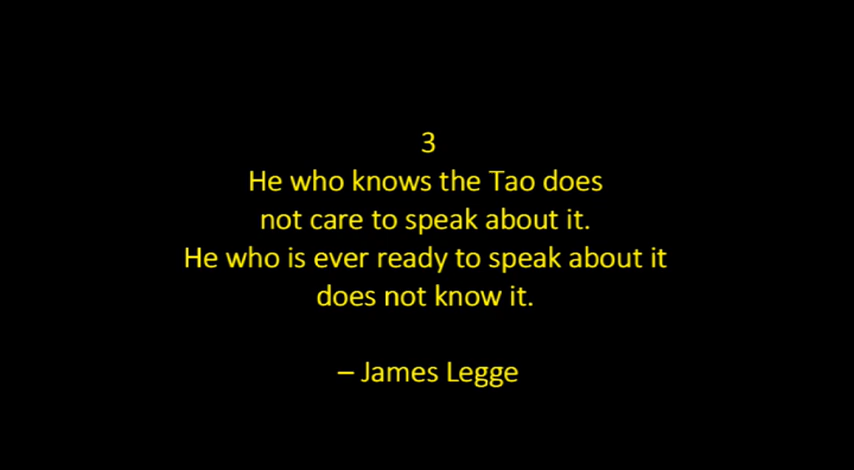 3
He who knows the Tao does
not care to speak about it.
He who is ever ready to speak about it
does not know it.
– James Legge